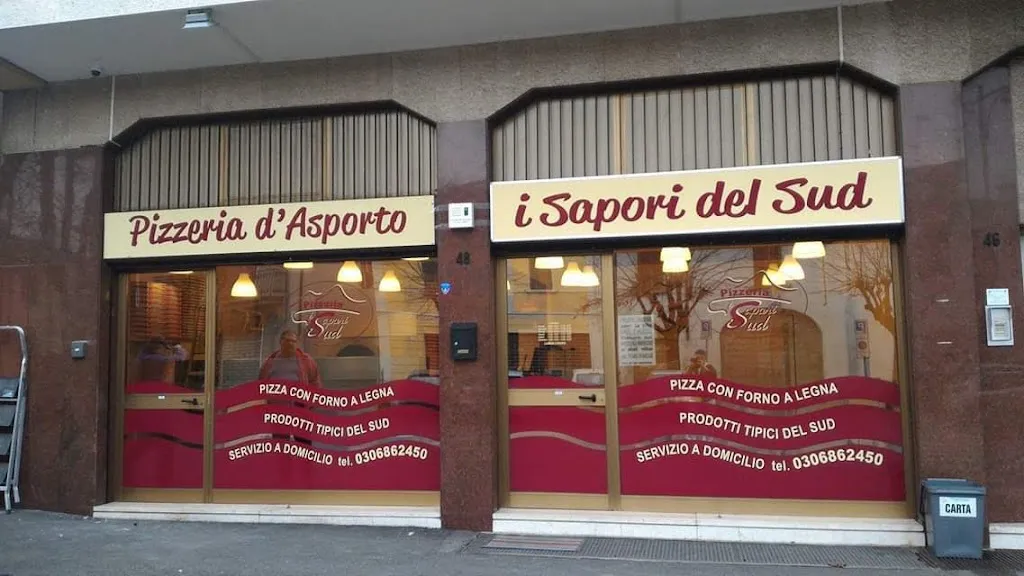 Pizzeria d'Asporto
i Sapori del Sud
48
46
Pizzeria
i Sapori
del Sud
PIZZA CON FORNO A LEGNA
PRODOTTI TIPICI DEL SUD
SERVIZIO A DOMICILIO tel. 0306862450
Pizzeria
Sud
PIZZA CON FORNO A LEGNA
PRODOTTI TIPICI DEL SUD
SERVIZIO A DOMICILIO tel. 0306862450
CARTA